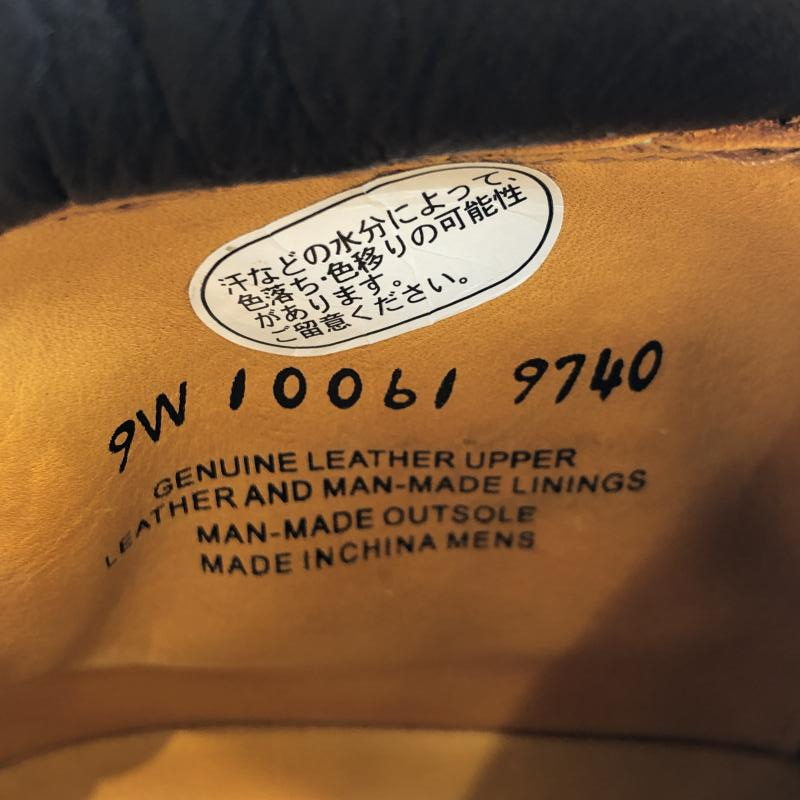 汗などの水分によって、
色落ち・色移りの可能性
があります。
ご留意ください。
9W 10061 9740
GENUINE LEATHER UPPER
LEATHER AND MAN-MADE LININGS
MAN-MADE OUTSOLE
MADE INCHINA MENS